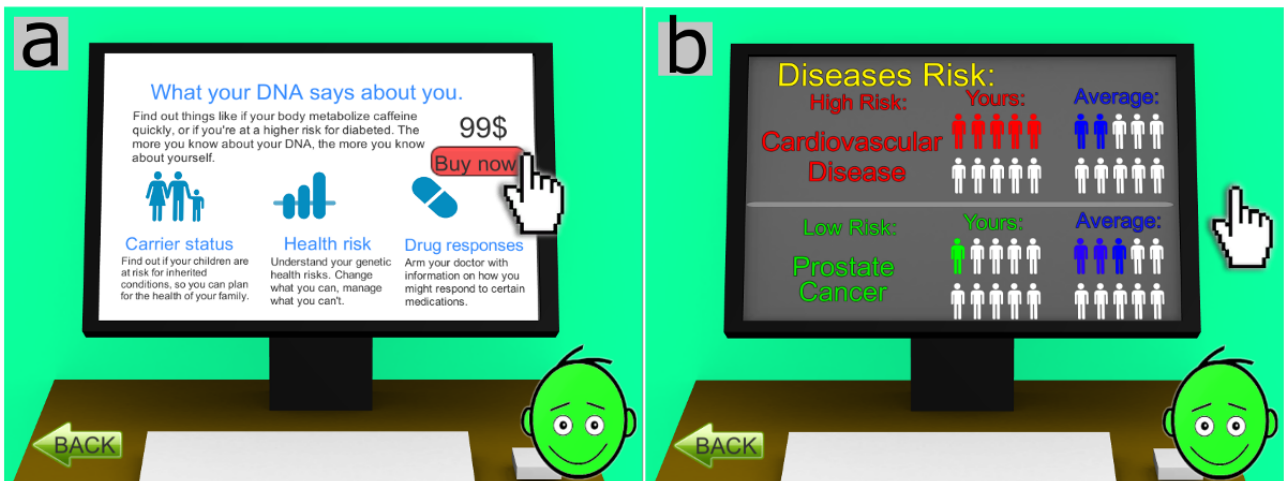 a
What your DNA says about you.
Find out things like if your body metabolize caffeine
quickly, or if you're at a higher risk for diabeted. The
more you know about your DNA, the more you know
about yourself.
99$
Buy now
Carrier status
Find out if your children are
at risk for inherited
conditions, so you can plan
for the health of your family.
Health risk
Understand your genetic
health risks. Change
what you can, manage
what you can't.
Drug responses
Arm your doctor with
information on how you
might respond to certain
medications.
BACK
b
Diseases Risk:
High Risk:
Yours:
Average:
Cardiovascular
Disease
Low Risk:
Yours:
Average:
Prostate
Cancer
BACK